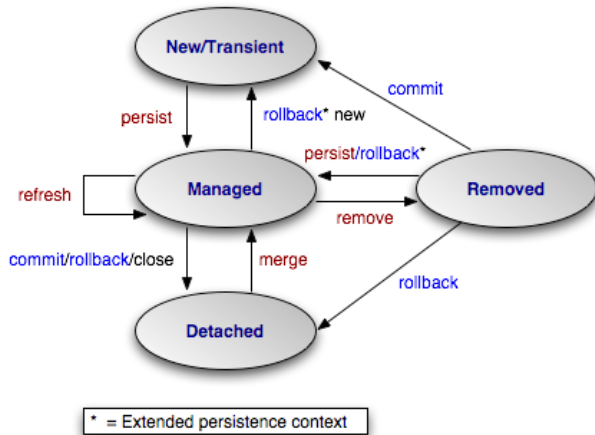 New/Transient
commit
persist
rollback* new
persist/rollback*
refresh
Managed
Removed
remove
commit/rollback/close
merge
rollback
Detached
* = Extended persistence context